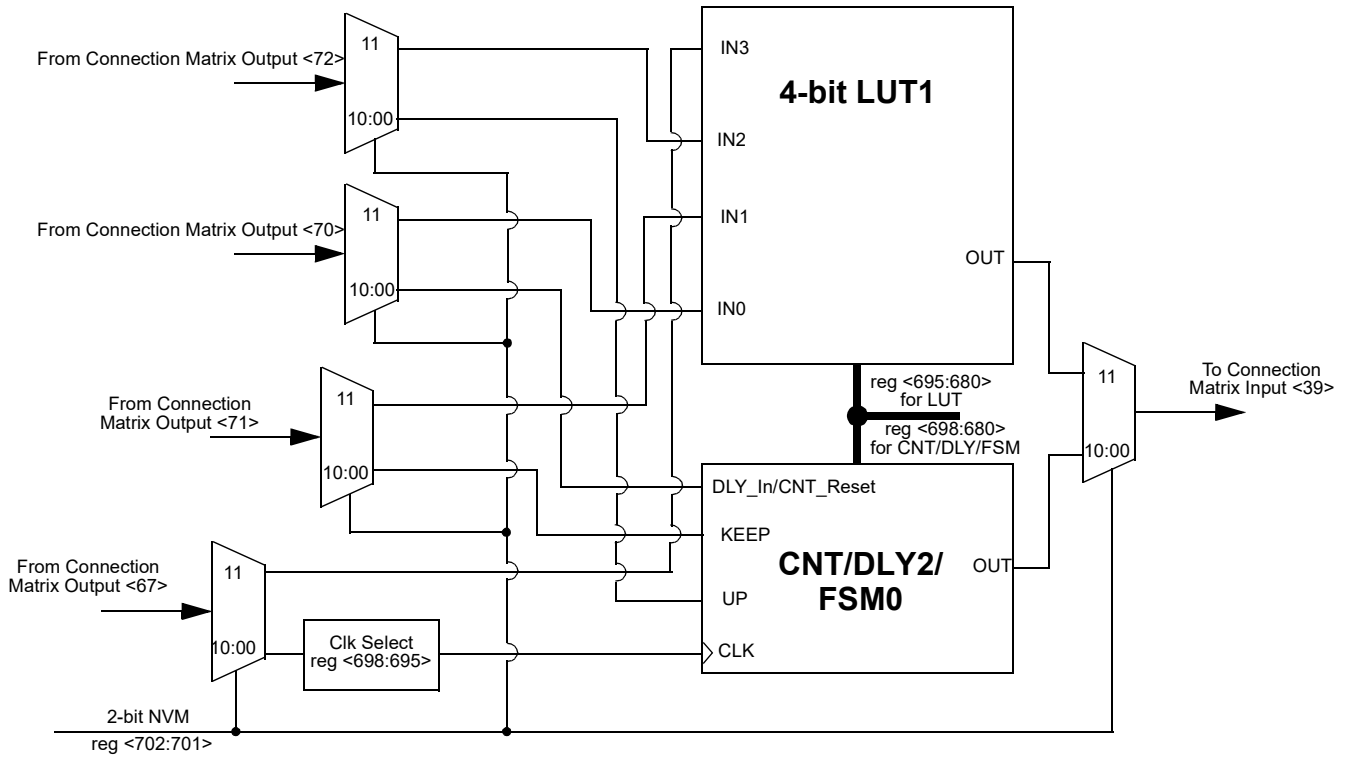 From Connection Matrix Output <72>
11
10:00
From Connection Matrix Output <70>
11
10:00
From Connection
Matrix Output <71>
11
10:00
From Connection
Matrix Output <67>
11
10:00
Clk Select
reg <698:695>
2-bit NVM
reg <702:701>
IN3
4-bit LUT1
IN2
IN1
OUT
IN0
reg <695:680>
for LUT
reg <698:680>
for CNT/DLY/FSM
DLY_In/CNT_Reset
KEEP
CNT/DLY2/
FSM0
OUT
UP
CLK
11
10:00
To Connection
Matrix Input <39>